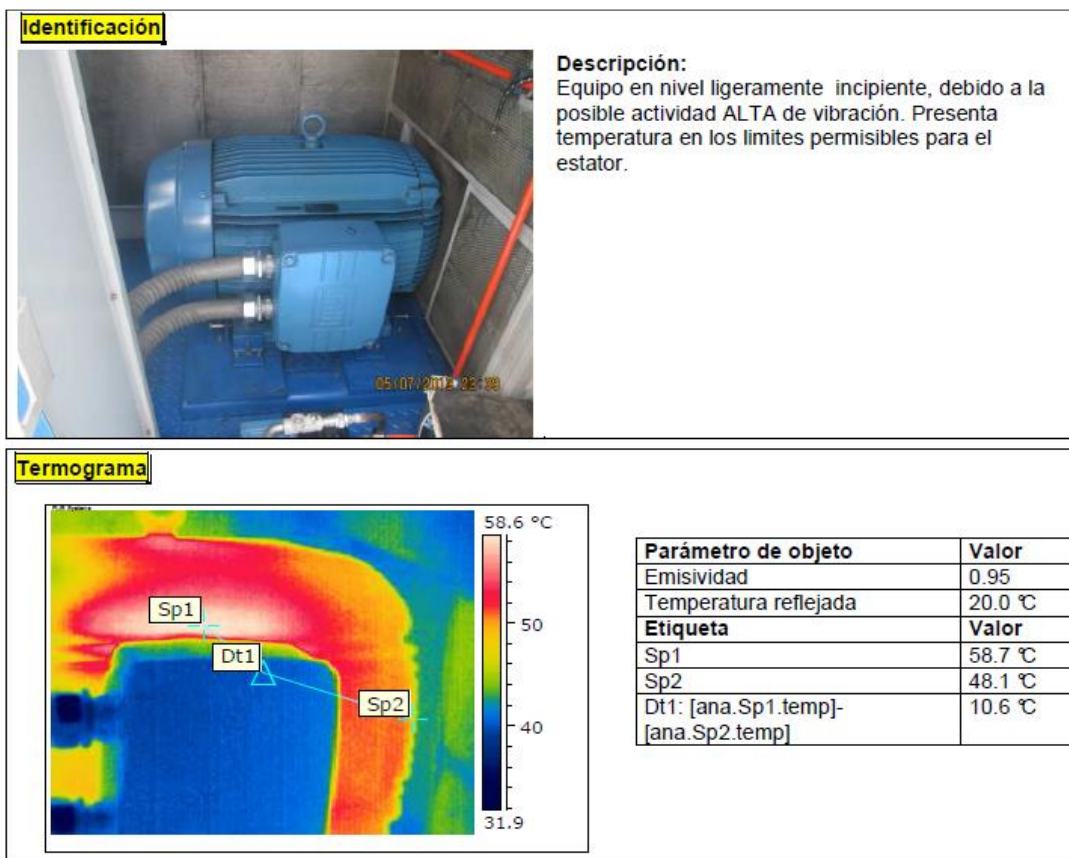 Identificación
Descripción:
Equipo en nivel ligeramente incipiente, debido a la
posible actividad ALTA de vibración. Presenta
temperatura en los limites permisibles para el
estator.
Termograma
58.6 °C
50
40
31.9
Sp1
Dt1
Sp2
Parámetro de objeto Valor
Emisividad 0.95
Temperatura reflejada 20.0 °C
Etiqueta Valor
Sp1 58.7 °C
Sp2 48.1 °C
Dt1: [ana.Sp1.temp]- 10.6 °C
[ana.Sp2.temp]